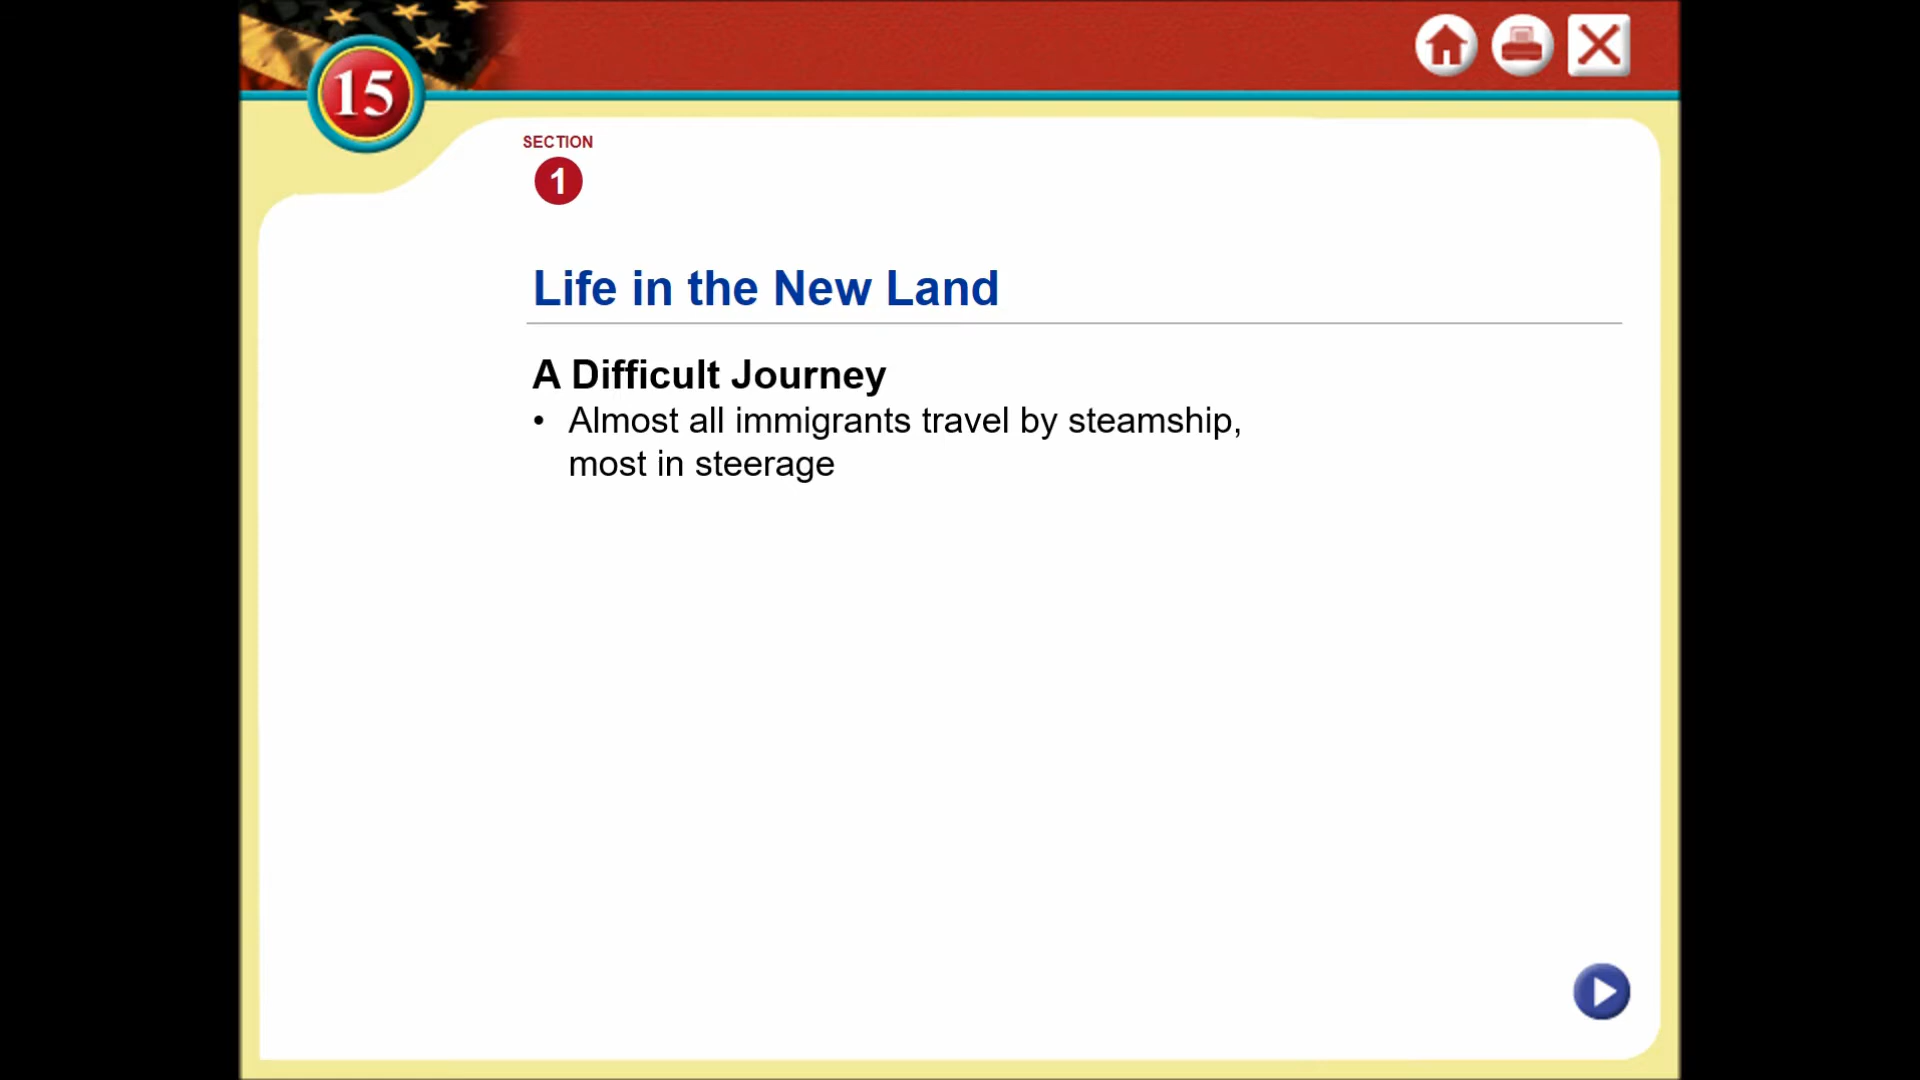 15
SECTION
1
Life in the New Land
A Difficult Journey
• Almost all immigrants travel by steamship,
most in steerage